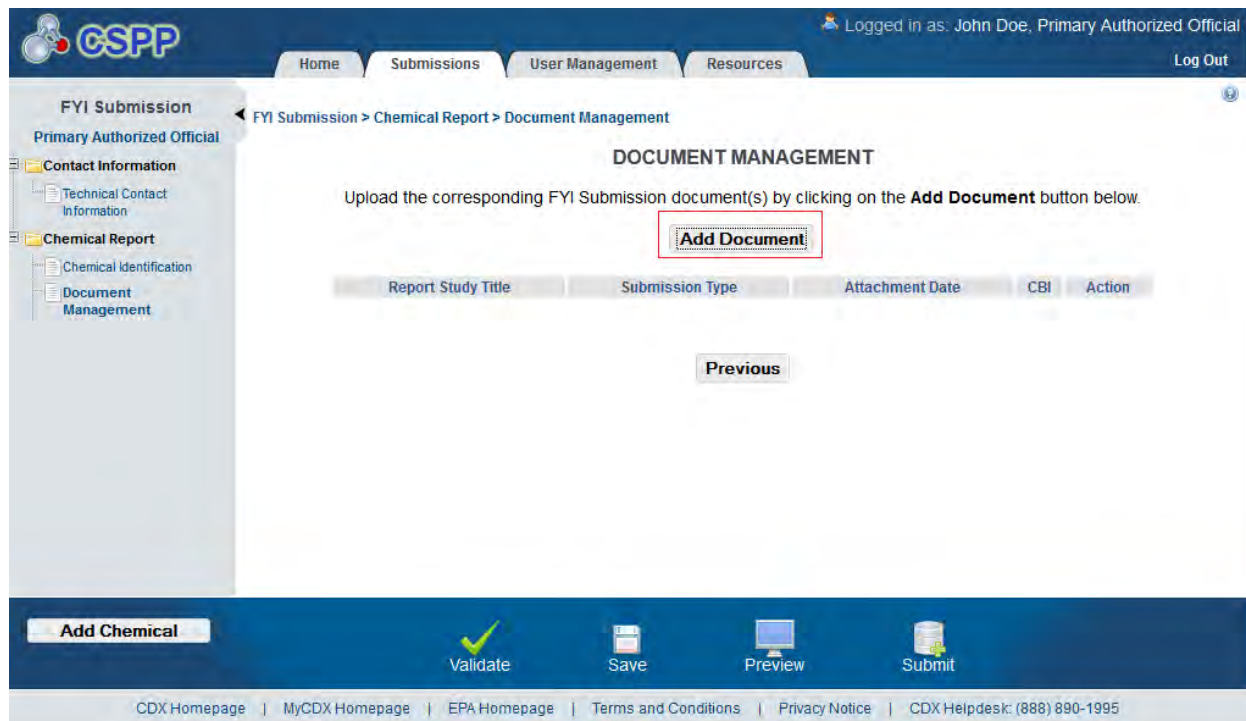 CSPP
Logged in as: John Doe, Primary Authorized Official
Home Submissions User Management Resources
Log Out
FYI Submission
Primary Authorized Official
Contact Information
Technical Contact
Information
Chemical Report
Chemical Identification
Document
Management
FYI Submission > Chemical Report > Document Management
DOCUMENT MANAGEMENT
Upload the corresponding FYI Submission document(s) by clicking on the Add Document button below.
Add Document
Report Study Title Submission Type Attachment Date CBI Action
Previous
Add Chemical
Validate Save Preview Submit
CDX Homepage | MyCDX Homepage | EPA Homepage | Terms and Conditions | Privacy Notice | CDX Helpdesk: (888) 890-1995